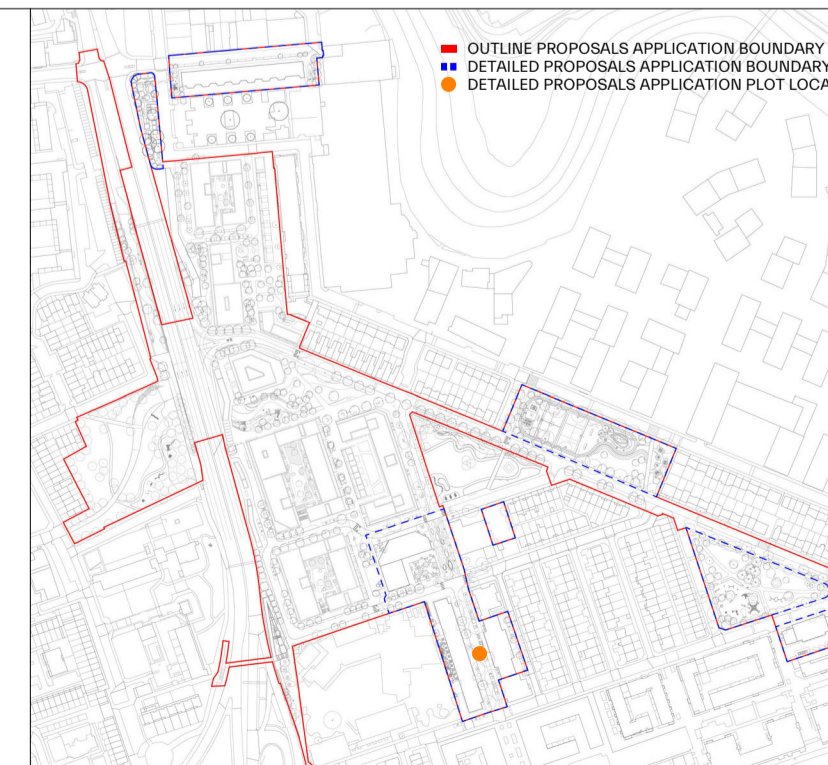 OUTLINE PROPOSALS APPLICATION BOUNDARY
DETAILED PROPOSALS APPLICATION BOUNDARY
DETAILED PROPOSALS APPLICATION PLOT LOCA